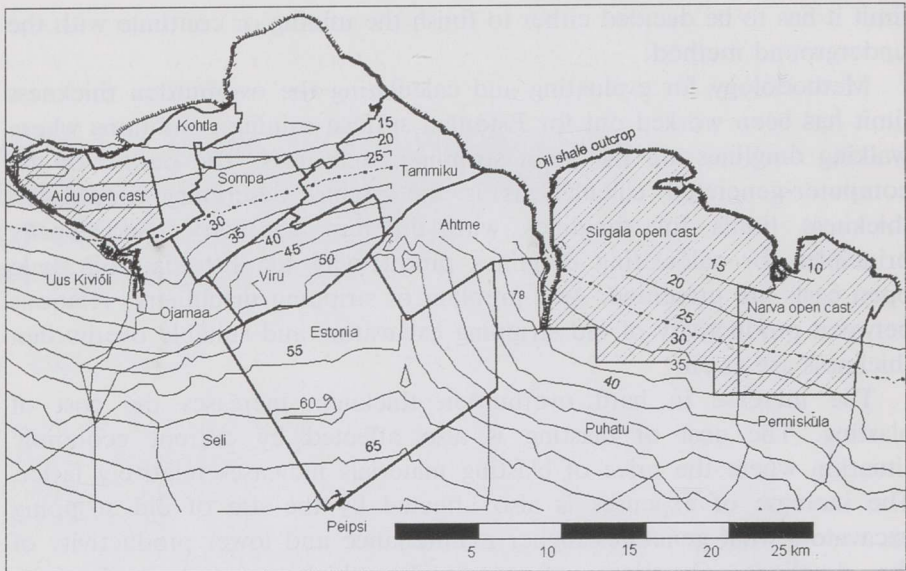 Kohtla
15
20
25
Sompa
Tammiku
Oil shale outcrop
Aidu open cast
30
35
40
45
50
Ahtme
Sirgala open cast
15
10
20
Uus Kiviõli
Viru
78
Narva open cast
Ojamaa
25
Estonia
30
55
35
40
60
Seli
65
Puhatu
Permisküla
Peipsi
5
10
15
20
25 km